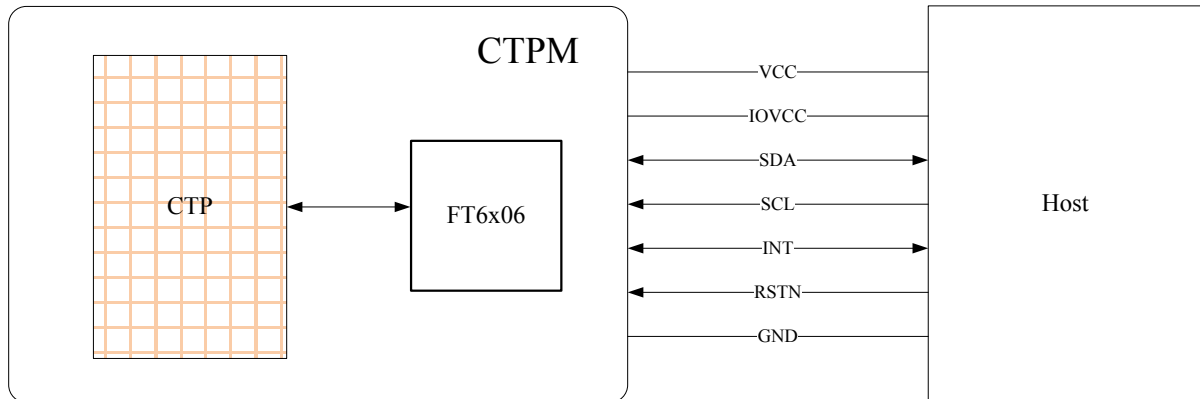 CTPM
CTP
FT6x06
VCC
IOVCC
SDA
SCL
INT
RSTN
GND
Host